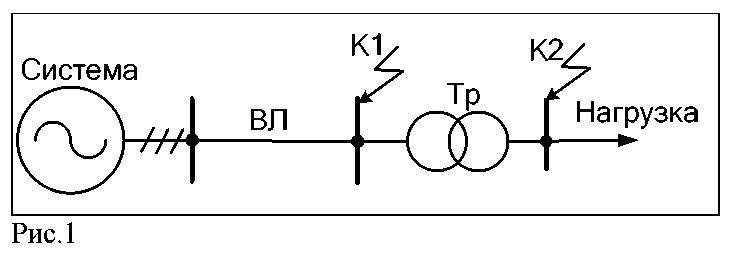 Система
ВЛ
К1
Тр
К2
Нагрузка
Рис.1